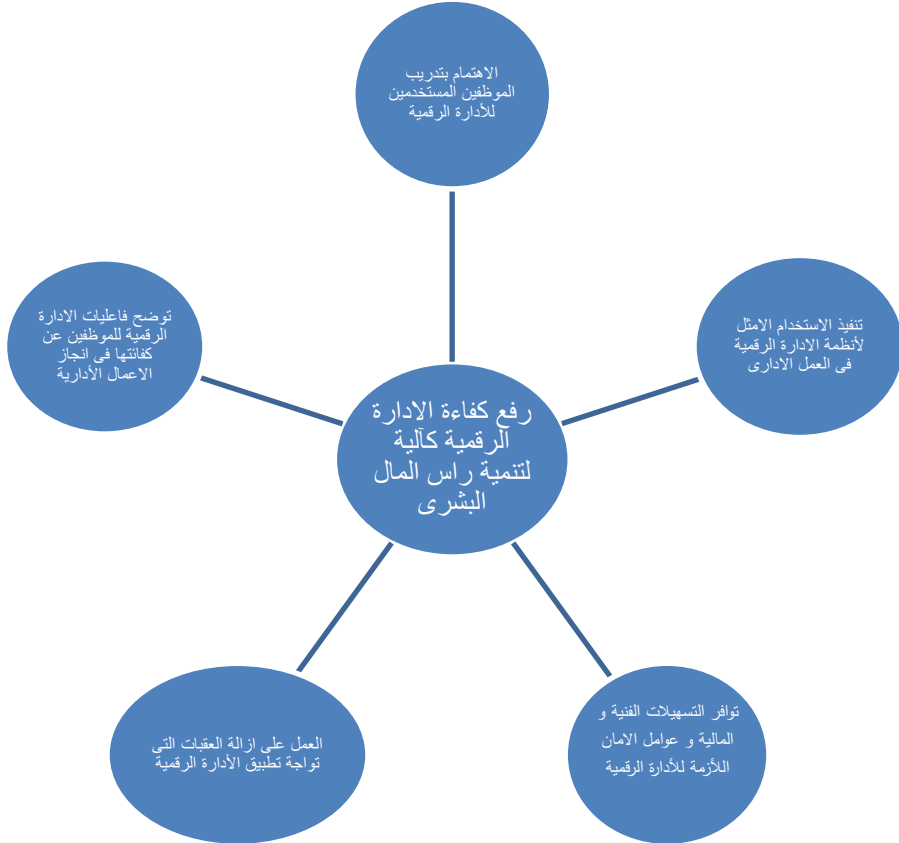 الاهتمام بتدريب
الموظفين المستخدمين
للأدارة الرقمية
تنفيذ الاستخدام الامثل
لأنظمة الادارة الرقمية
فى العمل الادارى
توضح فاعليات الادارة
الرقمية للموظفين عن
كفائتها فى انجاز
الاعمال الأدارية
رفع كفاءة الادارة
الرقمية كآلية
لتنمية راس المال
البشرى
توافر التسهيلات الفنية و
المالية و عوامل الامان
اللأزمة للأدارة الرقمية
العمل على ازالة العقبات التى
تواجة تطبيق الأدارة الرقمية